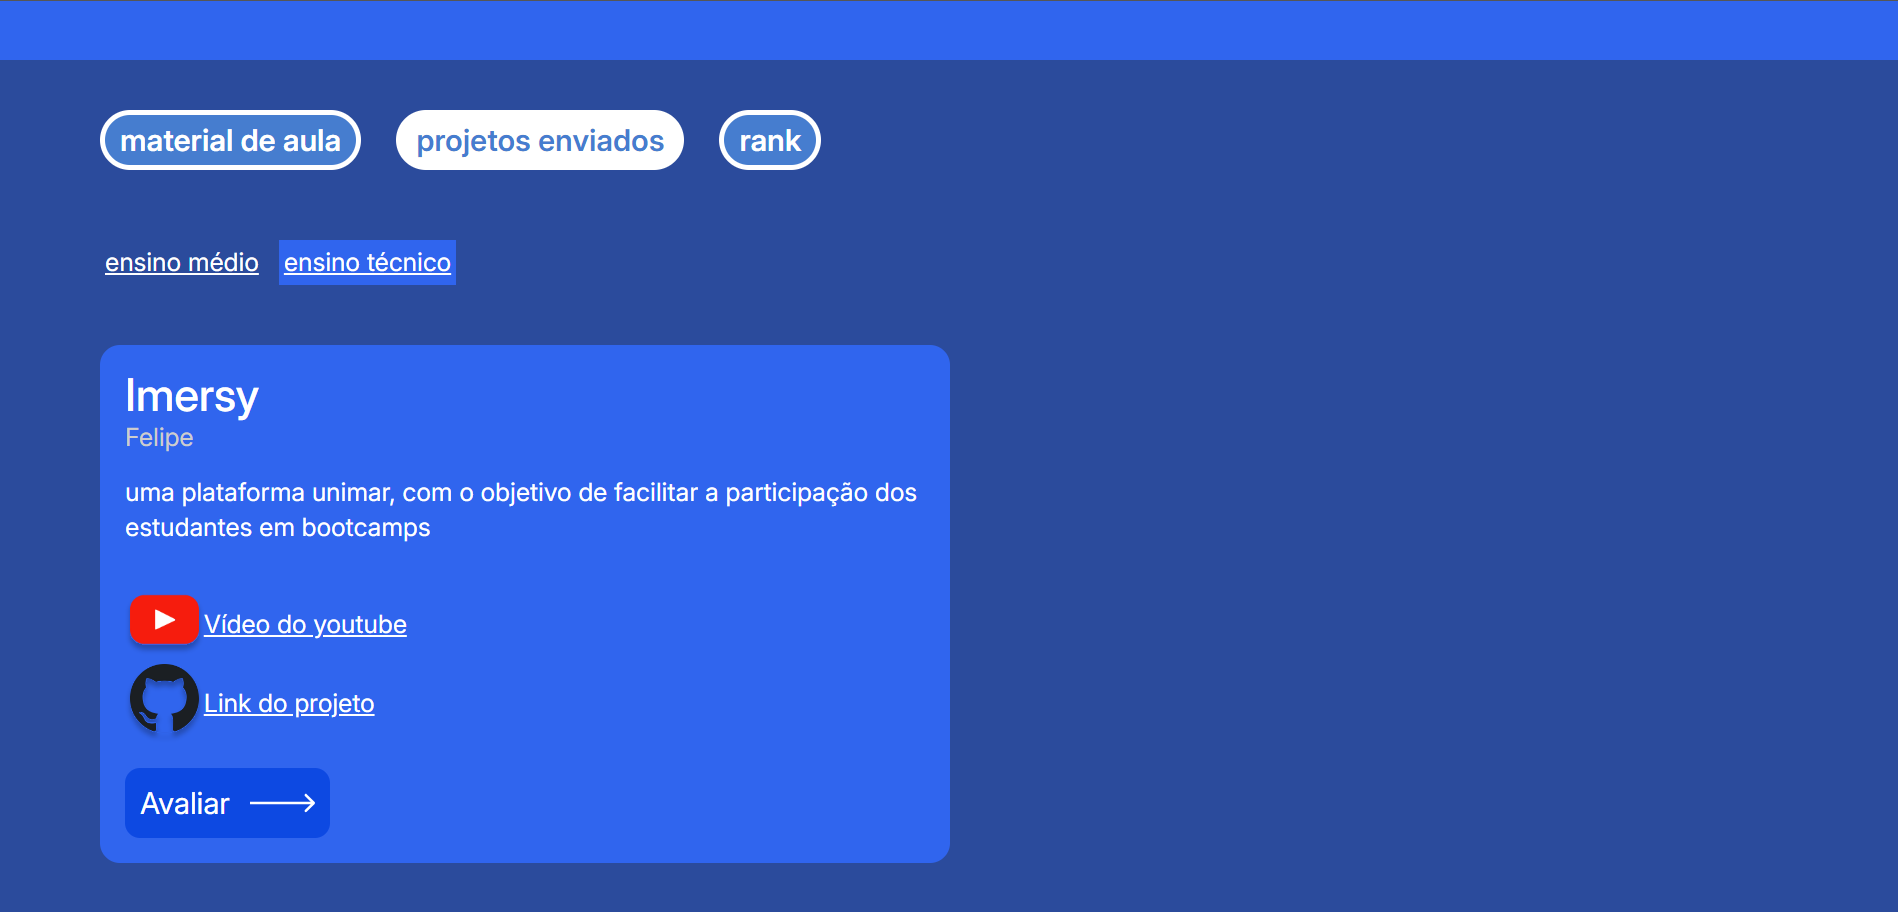 material de aula projetos enviados rank
ensino médio ensino técnico
Imersy
Felipe
uma plataforma unimar, com o objetivo de facilitar a participação dos
estudantes em bootcamps
Vídeo do youtube
Link do projeto
Avaliar